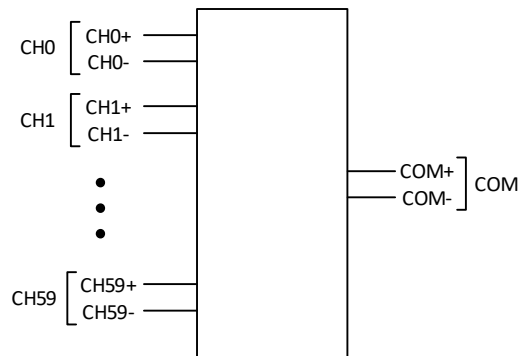 CH0
CH0+
CH0-
CH1
CH1+
CH1-
COM+
COM-
COM
CH59
CH59+
CH59-